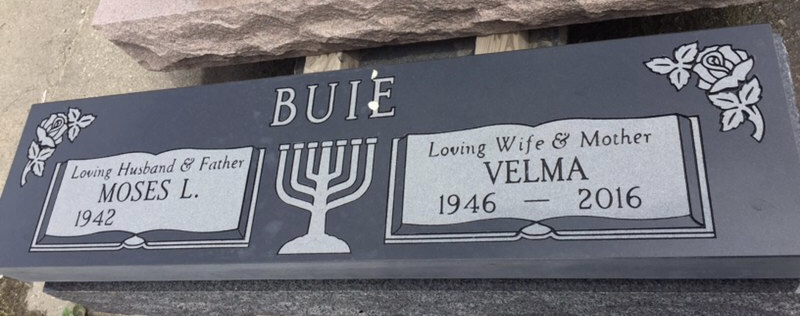 BUIE
Loving Husband & Father
MOSES L.
1942
Loving Wife & Mother
VELMA
1946 — 2016